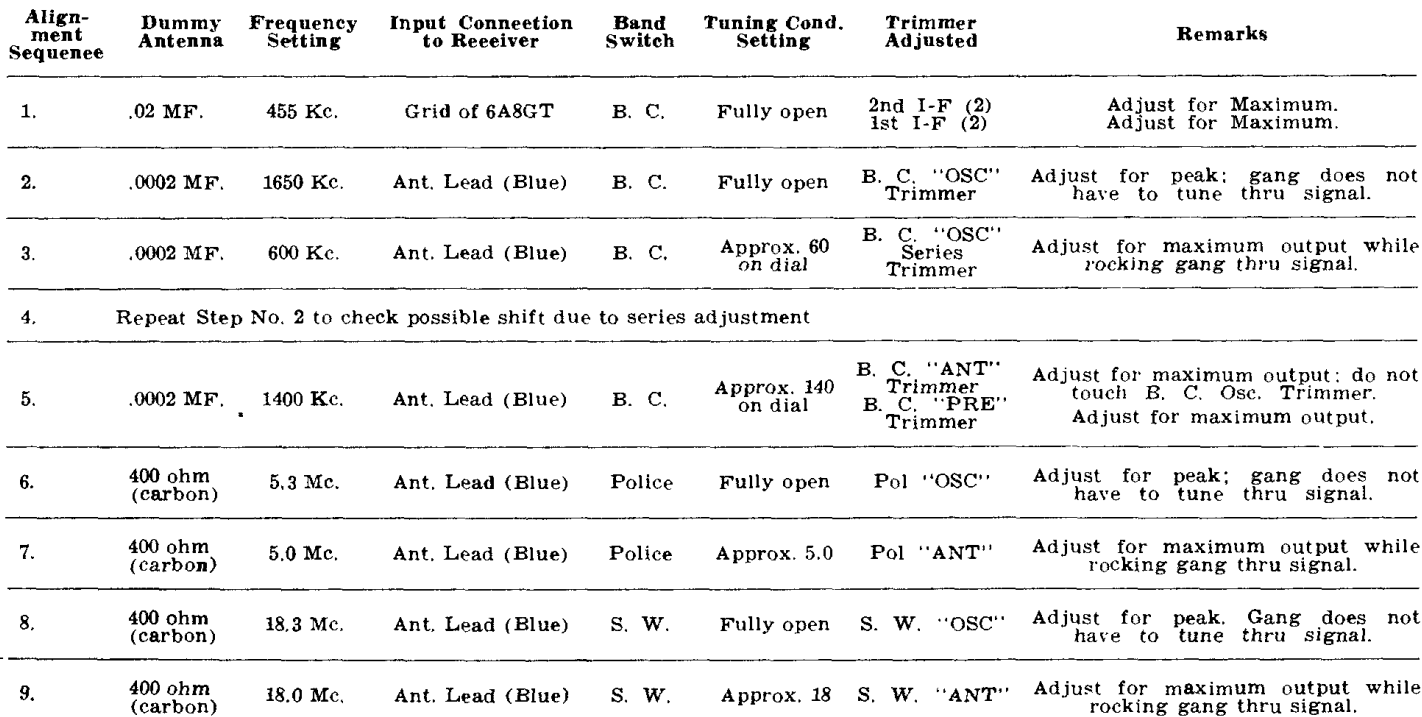 Align-ment Sequence Dummy Antenna Frequency Setting Input Connection to Receiver Band Switch Tuning Cond. Setting Trimmer Adjusted Remarks
1. .02 MF. 455 Kc. Grid of 6A8GT B. C. Fully open 2nd I-F (2) Adjust for Maximum.
1st I-F (2) Adjust for Maximum.
2. .0002 MF. 1650 Kc. Ant. Lead (Blue) B. C. Fully open B. C. "OSC" Trimmer Adjust for peak; gang does not have to tune thru signal.
3. .0002 MF. 600 Kc. Ant. Lead (Blue) B. C. Approx. 60 on dial B. C. "OSC" Series Trimmer Adjust for maximum output while rocking gang thru signal.
4. Repeat Step No. 2 to check possible shift due to series adjustment
5. .0002 MF. 1400 Kc. Ant. Lead (Blue) B. C. Approx. 140 on dial B. C. "ANT" Trimmer Adjust for maximum output; do not touch B. C. Osc. Trimmer.
B. C. "PRE" Trimmer Adjust for maximum output.
6. 400 ohm (carbon) 5.3 Mc. Ant. Lead (Blue) Police Fully open Pol "OSC" Adjust for peak; gang does not have to tune thru signal.
7. 400 ohm (carbon) 5.0 Mc. Ant. Lead (Blue) Police Approx. 5.0 Pol "ANT" Adjust for maximum output while rocking gang thru signal.
8. 400 ohm (carbon) 18.3 Mc. Ant. Lead (Blue) S. W. Fully open S. W. "OSC" Adjust for peak. Gang does not have to tune thru signal.
9. 400 ohm (carbon) 18.0 Mc. Ant. Lead (Blue) S. W. Approx. 18 S. W. "ANT" Adjust for maximum output while rocking gang thru signal.